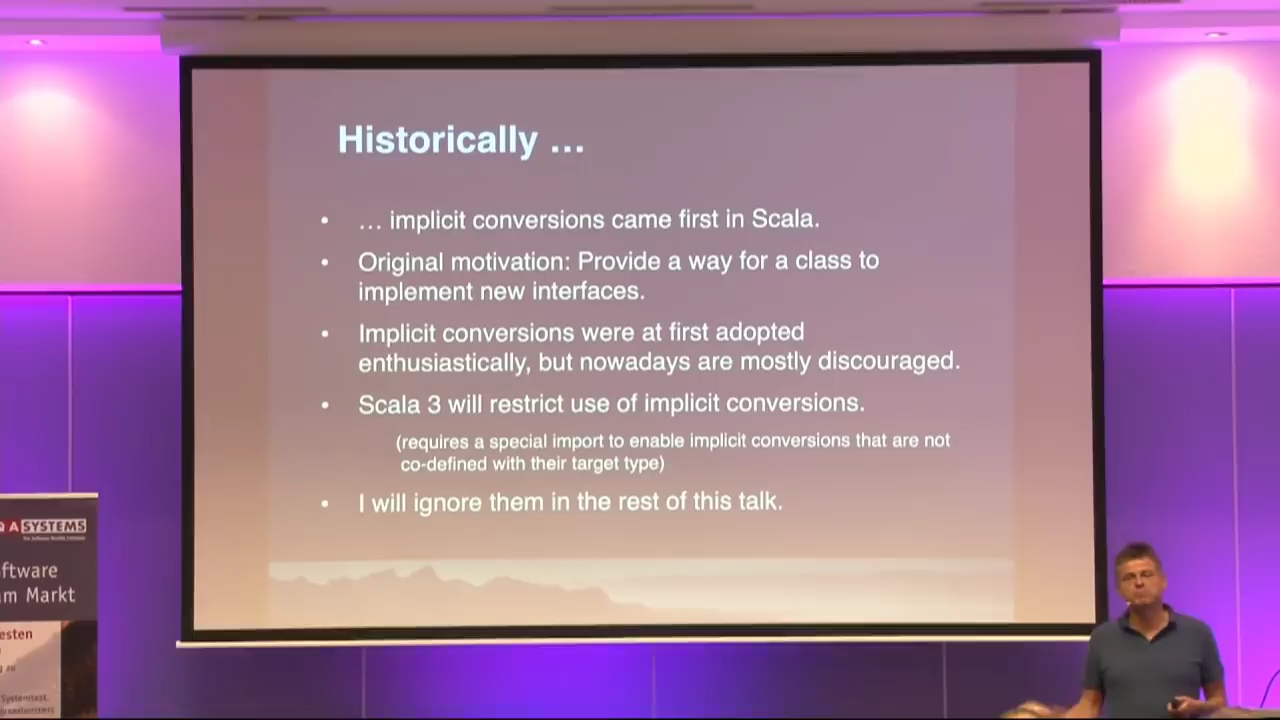 Historically …
• … implicit conversions came first in Scala.
• Original motivation: Provide a way for a class to
implement new interfaces.
• Implicit conversions were at first adopted
enthusiastically, but nowadays are mostly discouraged.
• Scala 3 will restrict use of implicit conversions.
(requires a special import to enable implicit conversions that are not
co-defined with their target type)
• I will ignore them in the rest of this talk.
A SYSTEMS
ftware
m Markt
esten
zu
Systemtest,